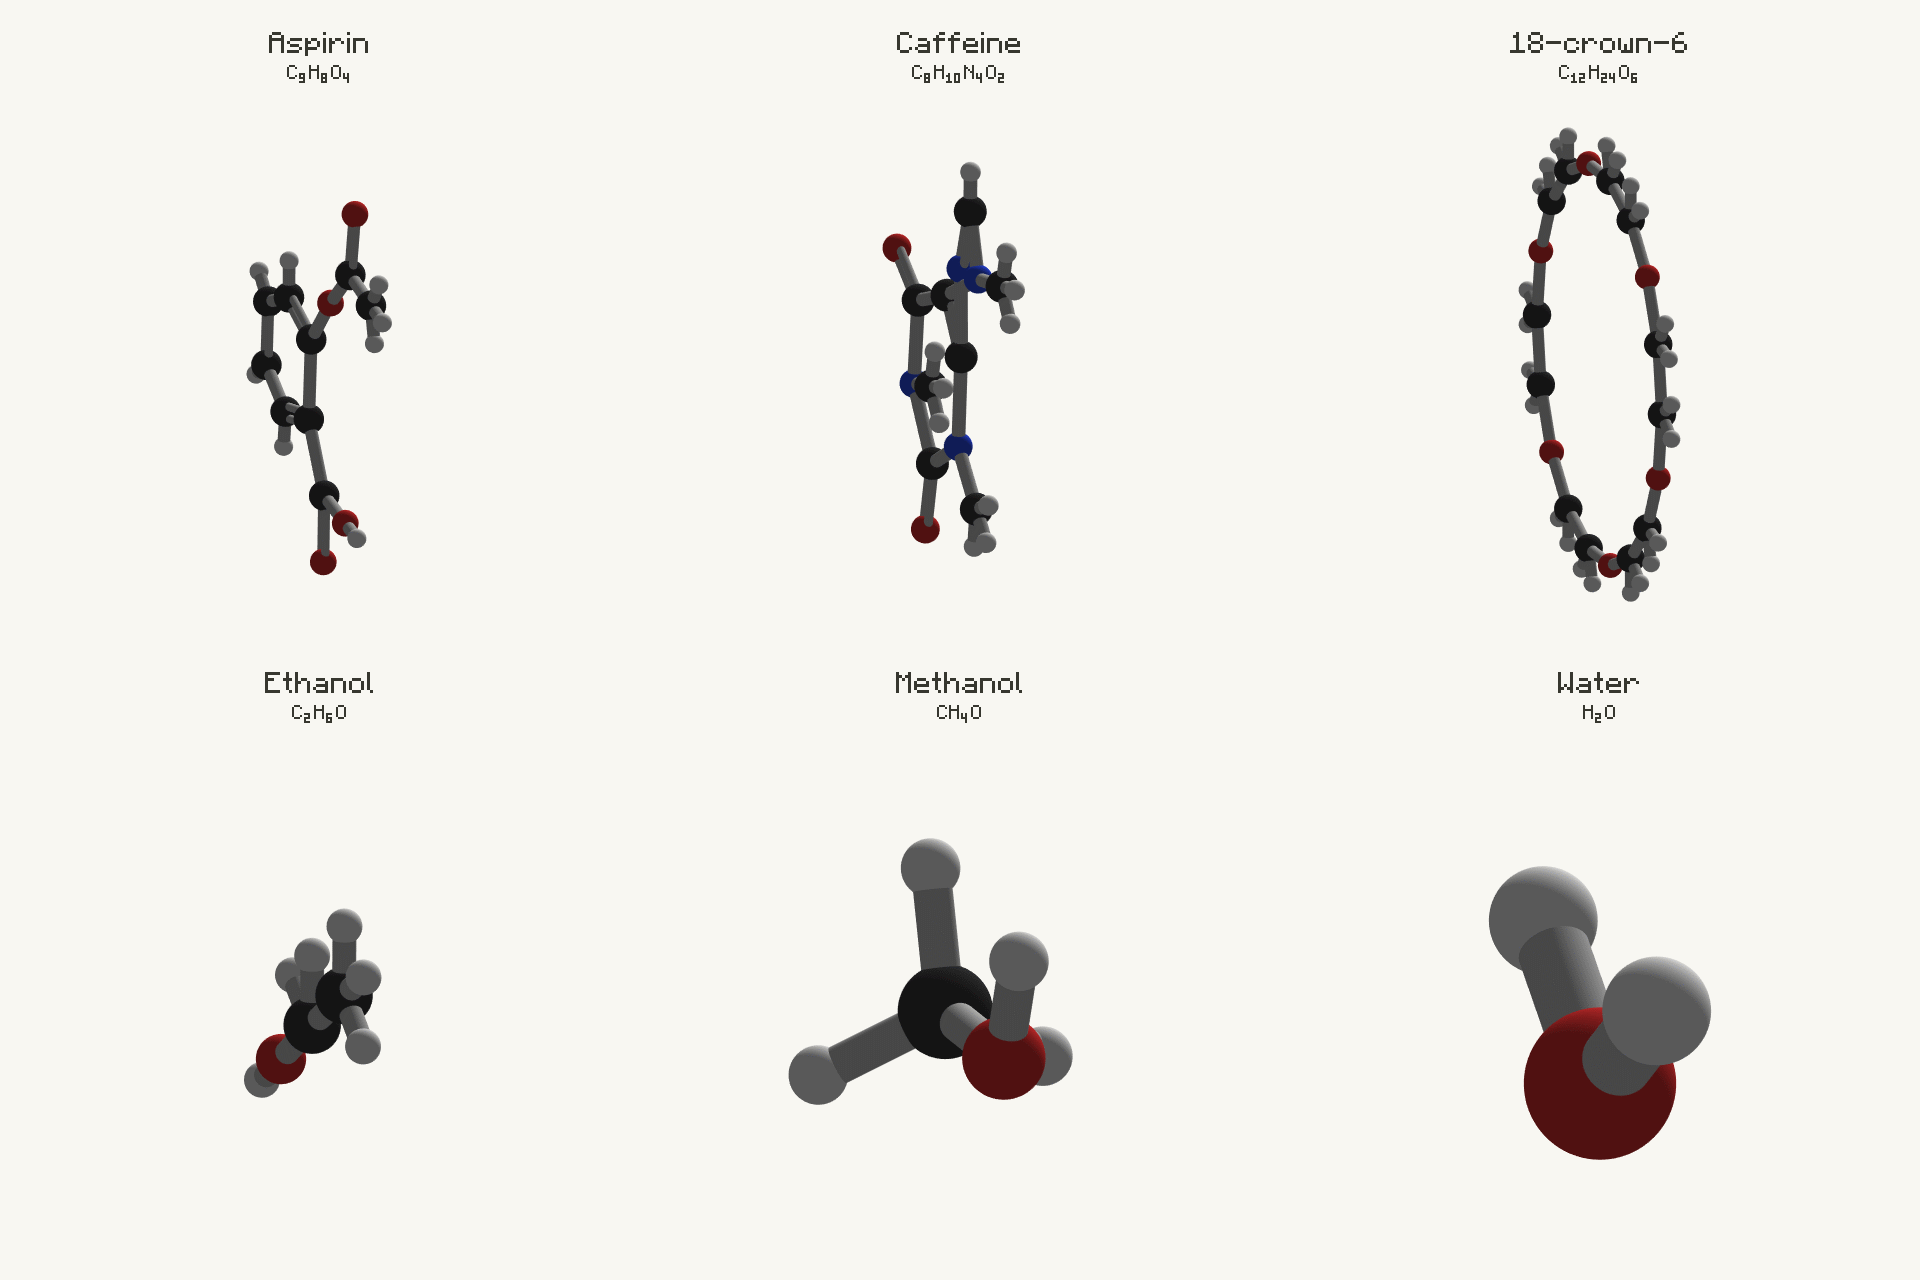 Aspirin
C₉H₈O₄
Caffeine
C₈H₁₀N₄O₂
18-crown-6
C₁₂H₂₄O₆
Ethanol
C₂H₆O
Methanol
CH₄O
Water
H₂O